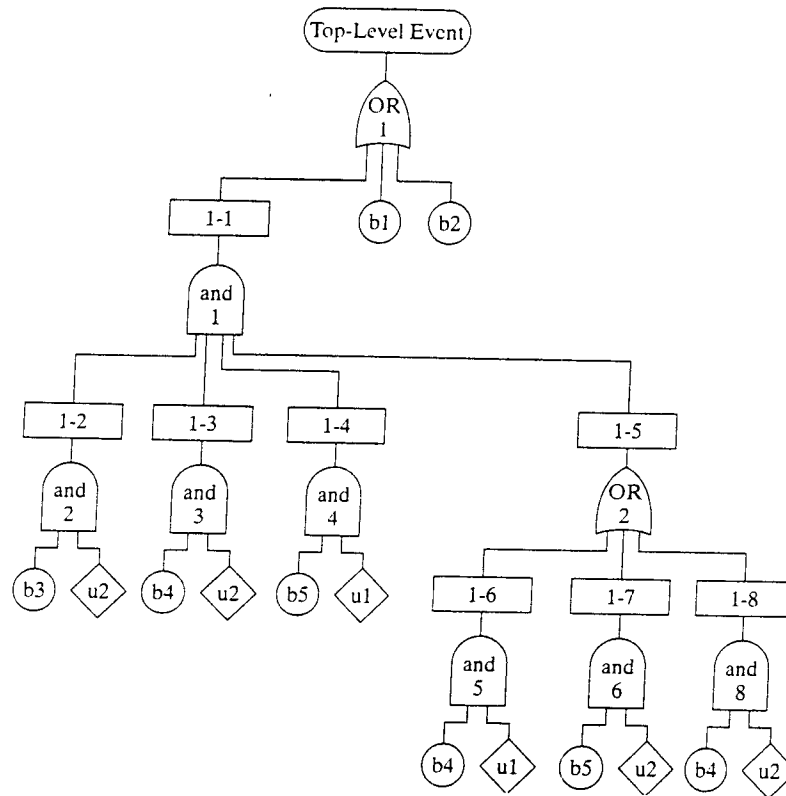 Top-Level Event
OR
1
1-1
b1
b2
and
1
1-2
1-3
1-4
1-5
and
2
and
3
and
4
OR
2
b3
u2
b4
u2
b5
u1
1-6
1-7
1-8
and
5
and
6
and
8
b4
u1
b5
u2
b4
u2